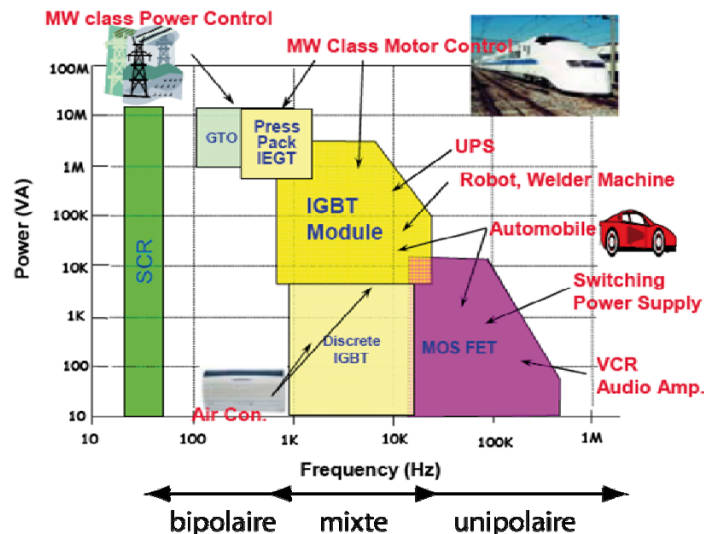 MW class Power Control
MW Class Motor Control
100M
10M
1M
100K
10K
1K
100
10
Power (VA)
SCR
GTO
Press
Pack
IEGT
IGBT
Module
UPS
Robot, Welder Machine
Automobile
Switching
Power Supply
Discrete
IGBT
MOS FET
VCR
Audio Amp.
Air Con.
10
100
1K
10K
100K
1M
Frequency (Hz)
bipolaire
mixte
unipolaire